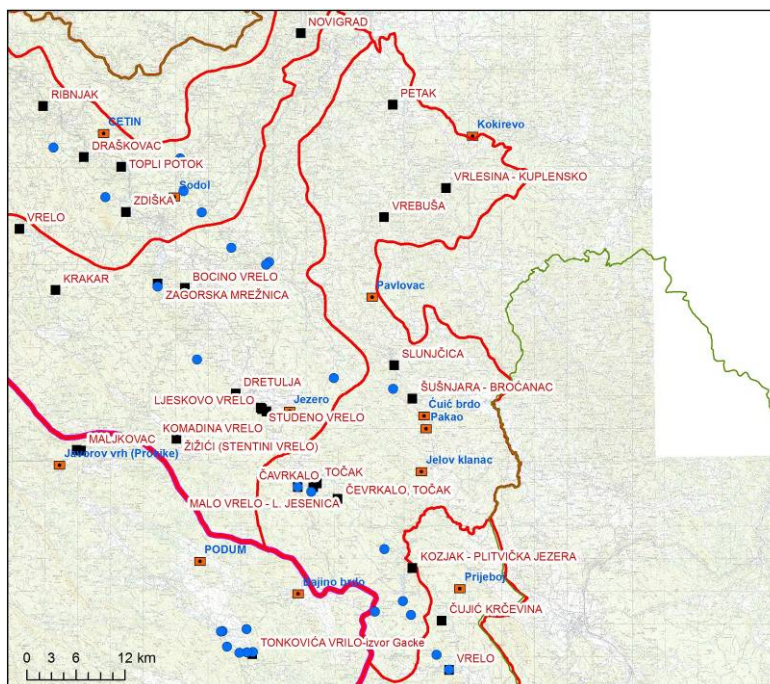 NOVIGRAD
RIBNJAK
PETAK
CETIN
Kokirevo
DRAŠKOVAC
TOPLI POTOK
Sodol
VRLESINA - KUPLENSKO
ZDIŠKA
VREBUŠA
VRELO
BOCINO VRELO
KRAKAR
ZAGORSKA MREŽNICA
Pavlovac
SLUNJČICA
DRETULJA
ŠUŠNJARA - BROĆANAC
LJESKOVO VRELO
Jezero
STUDENO VRELO
Ćuić brdo
Pakao
KOMADINA VRELO
MALJKOVAC
ŽIŽIĆI (STENTINI VRELO)
Javorov vrh (Prosike)
ČAVRKALO, TOČAK
Jelov klanac
ČEVRKALO, TOČAK
MALO VRELO - L. JESENICA
PODUM
KOZJAK - PLITVIČKA JEZERA
Prijeboj
brdo
ČUJIĆ KRČEVINA
TONKOVIĆA VRILO-izvor Gacke
VRELO
0 3 6 12 km